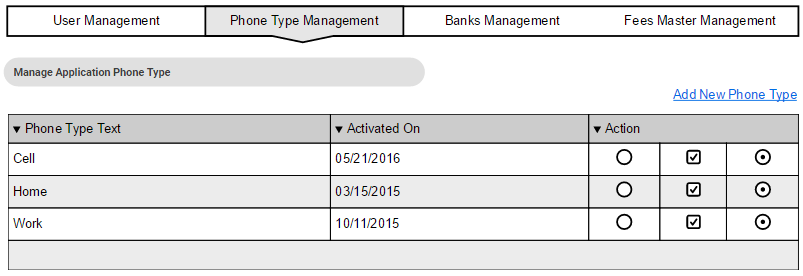 User Management Phone Type Management Banks Management Fees Master Management
Manage Application Phone Type
Add New Phone Type
Phone Type Text Activated On Action
Cell 05/21/2016
Home 03/15/2015
Work 10/11/2015